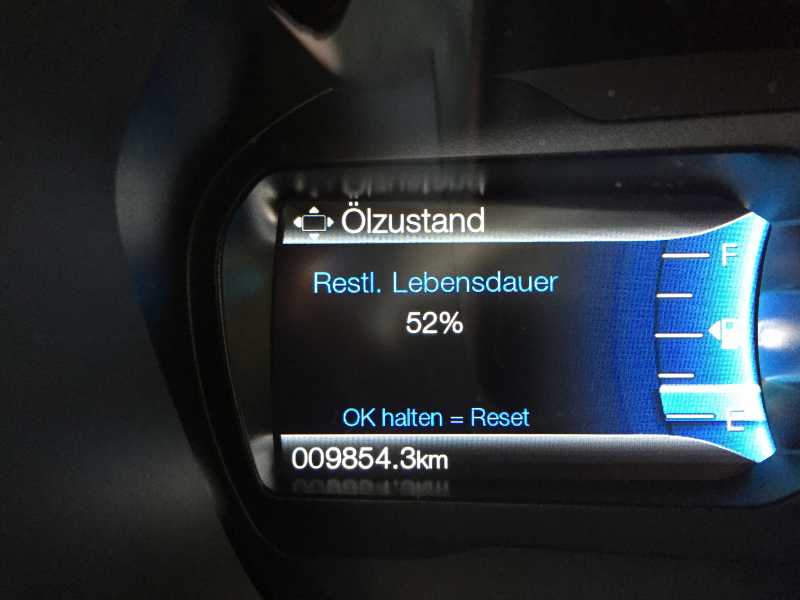 Ölzustand
Restl. Lebensdauer
52%
OK halten = Reset
009854.3km
F
E